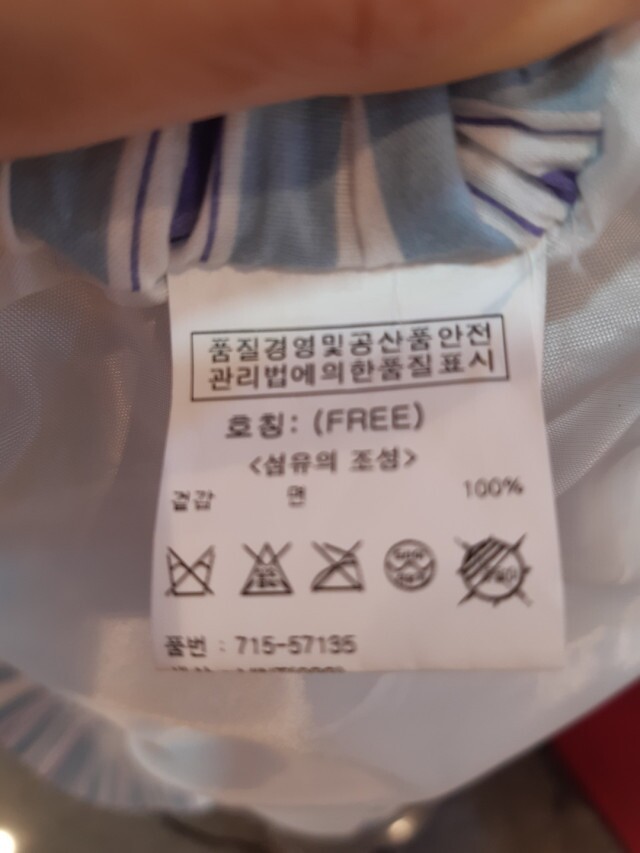 품질경영및공산품안전
관리법에의한품질표시
호칭: (FREE)
<섬유의 조성>
겉감 면 100%
품번 : 715-57135